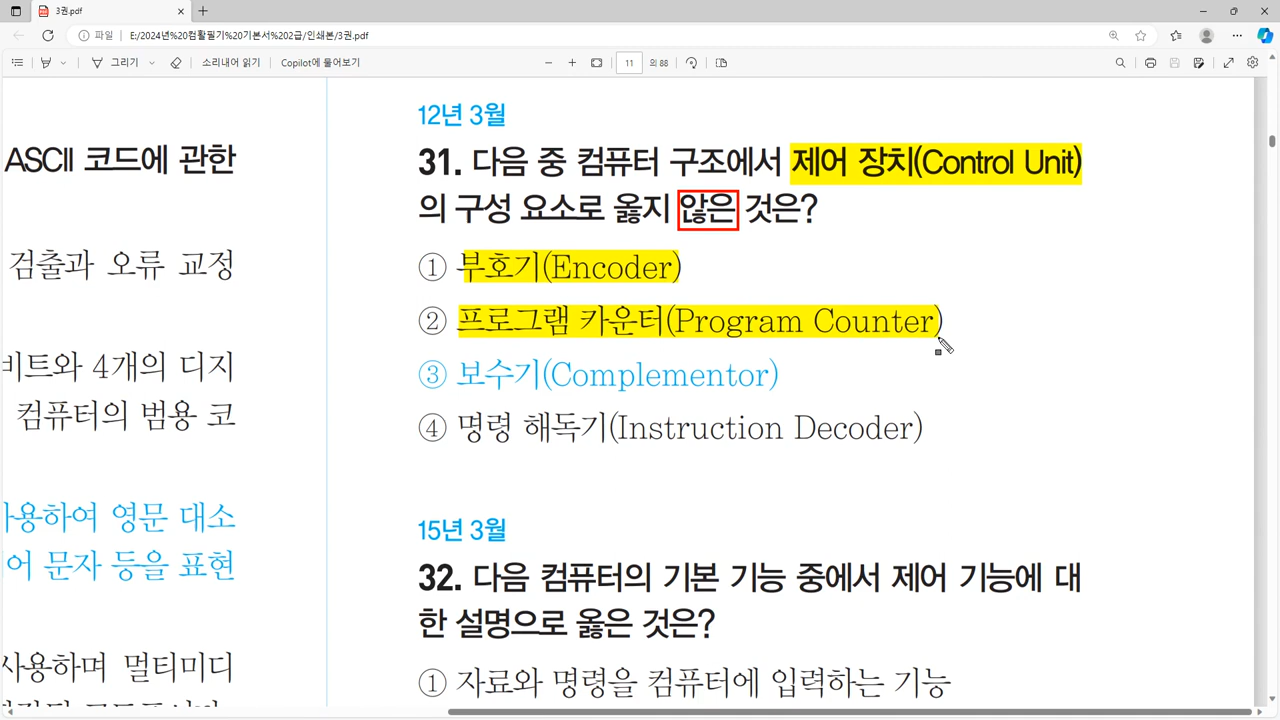 3권.pdf
파일
E:/2024년%20컴활필기%20기본서%202급/인쇄본/3권.pdf
그리기
소리내어 읽기
Copilot에 물어보기
11
의 88
ASCII 코드에 관한
검출과 오류 교정
비트와 4개의 디지
컴퓨터의 범용 코
사용하여 영문 대소
어 문자 등을 표현
사용하며 멀티미디
12년 3월
31. 다음 중 컴퓨터 구조에서 제어 장치(Control Unit)
의 구성 요소로 옳지 않은 것은?
① 부호기(Encoder)
② 프로그램 카운터(Program Counter)
③ 보수기(Complementor)
④ 명령 해독기(Instruction Decoder)
15년 3월
32. 다음 컴퓨터의 기본 기능 중에서 제어 기능에 대
한 설명으로 옳은 것은?
① 자료와 명령을 컴퓨터에 입력하는 기능